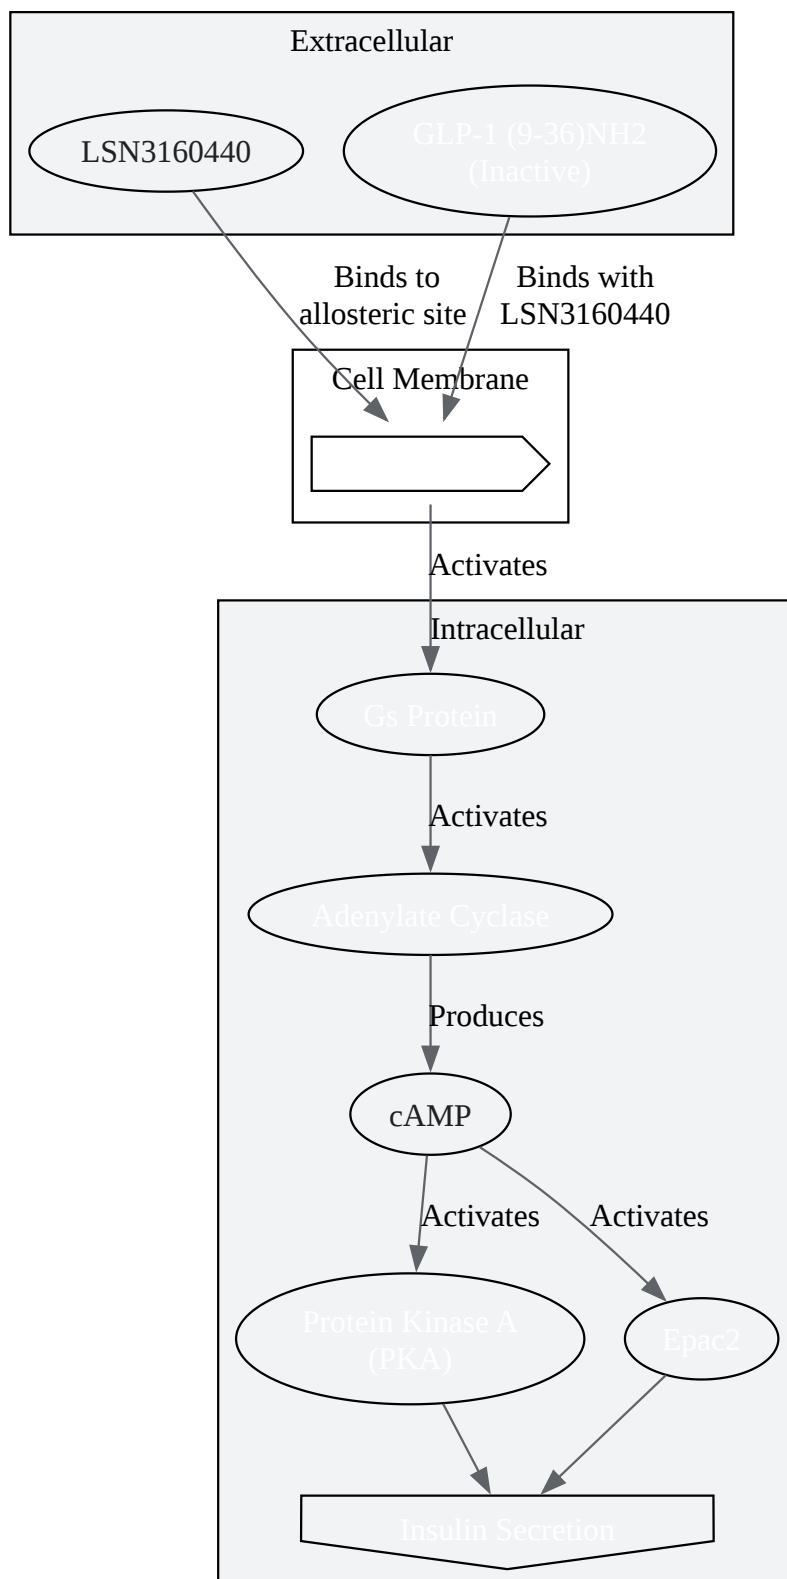 Extracellular
LSN3160440
GLP-1 (9-36)NH2
(Inactive)
Binds to
allosteric site
Binds with
LSN3160440
Cell Membrane
Activates
Intracellular
Gs Protein
Activates
Adenylate Cyclase
Produces
cAMP
Activates
Activates
Protein Kinase A
(PKA)
Epac2
Insulin Secretion